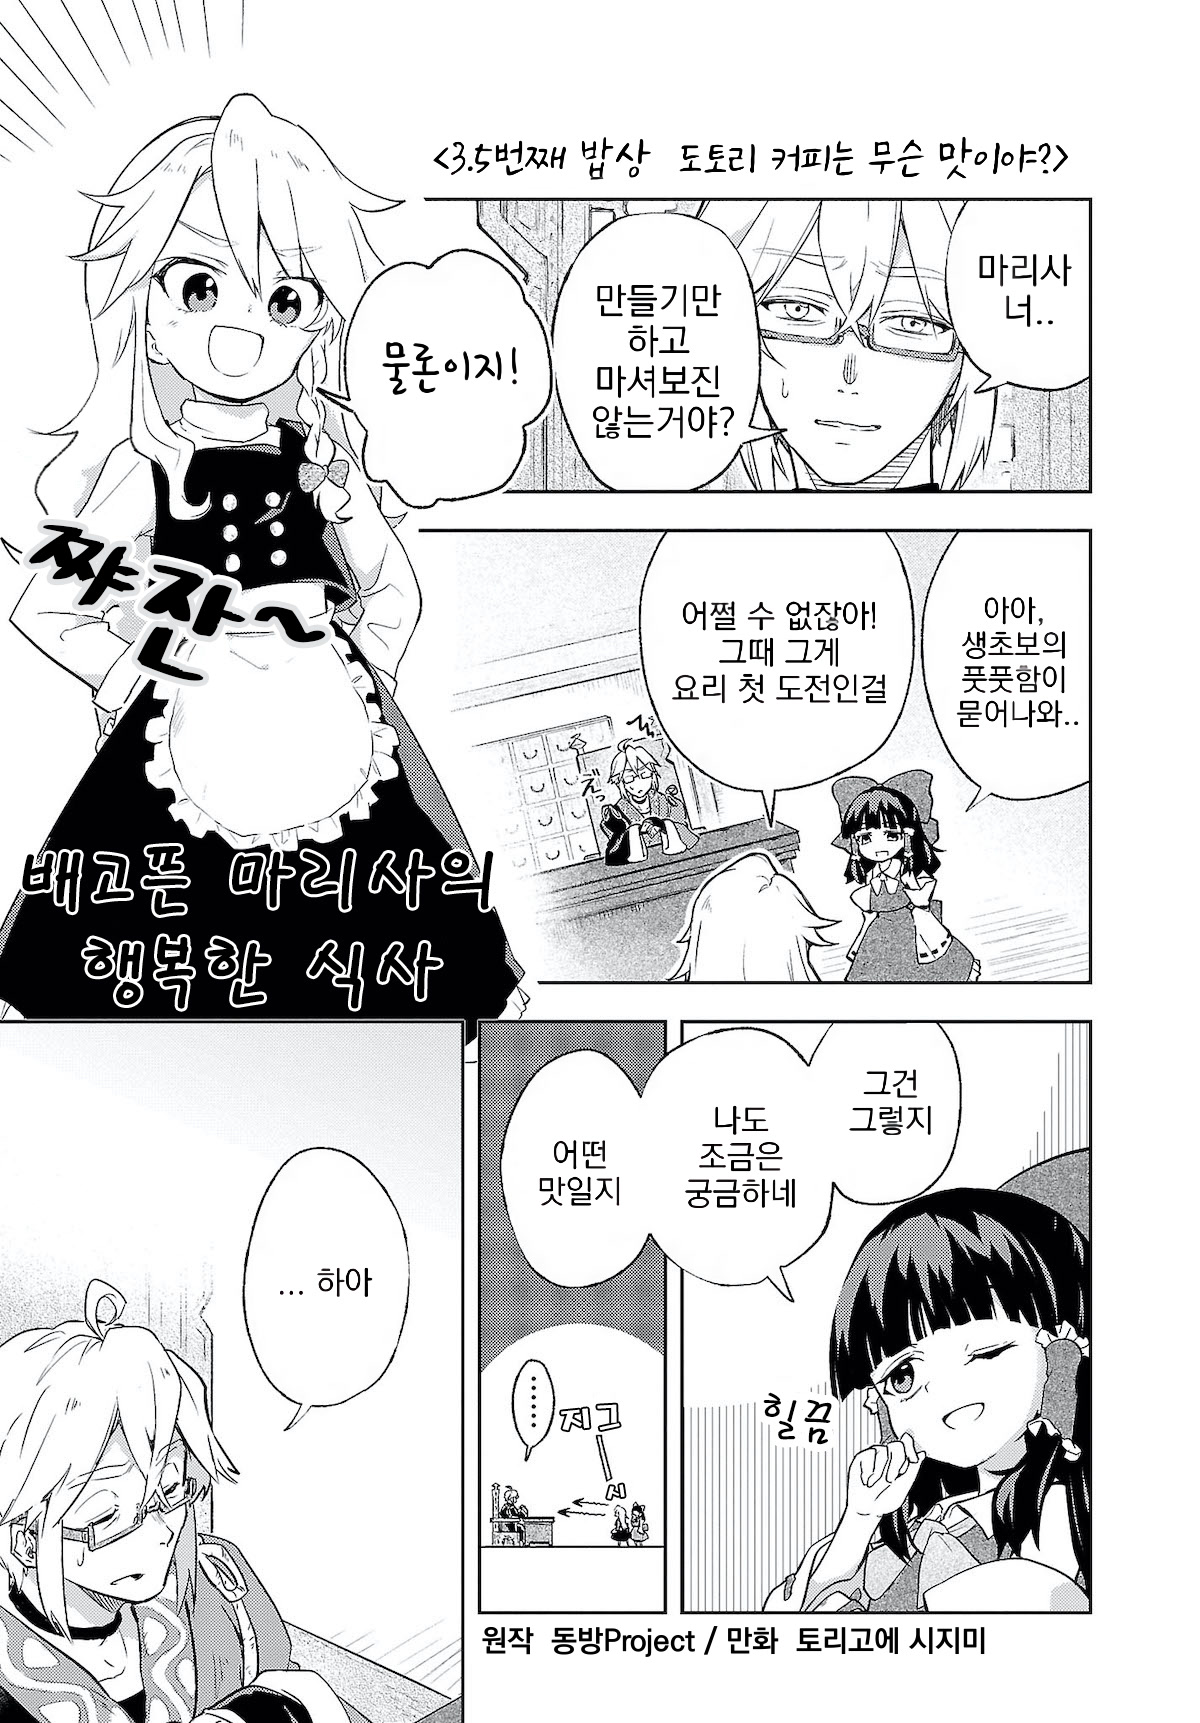 <3.5번째 밥상 도토리 커피는 무슨 맛이야?>
마리사
너..
만들기만
하고
마셔보진
않는거야?
물론이지!
쨔잔~
배고픈 마리사의
행복한 식사
아아,
생초보의
풋풋함이
묻어나와..
어쩔 수 없잖아!
그때 그게
요리 첫 도전인걸
그건
그렇지
나도
조금은
궁금하네
힐끔
어떤
맛일지
지그
시
......
... 하아
원작 동방Project / 만화 토리고에 시지미